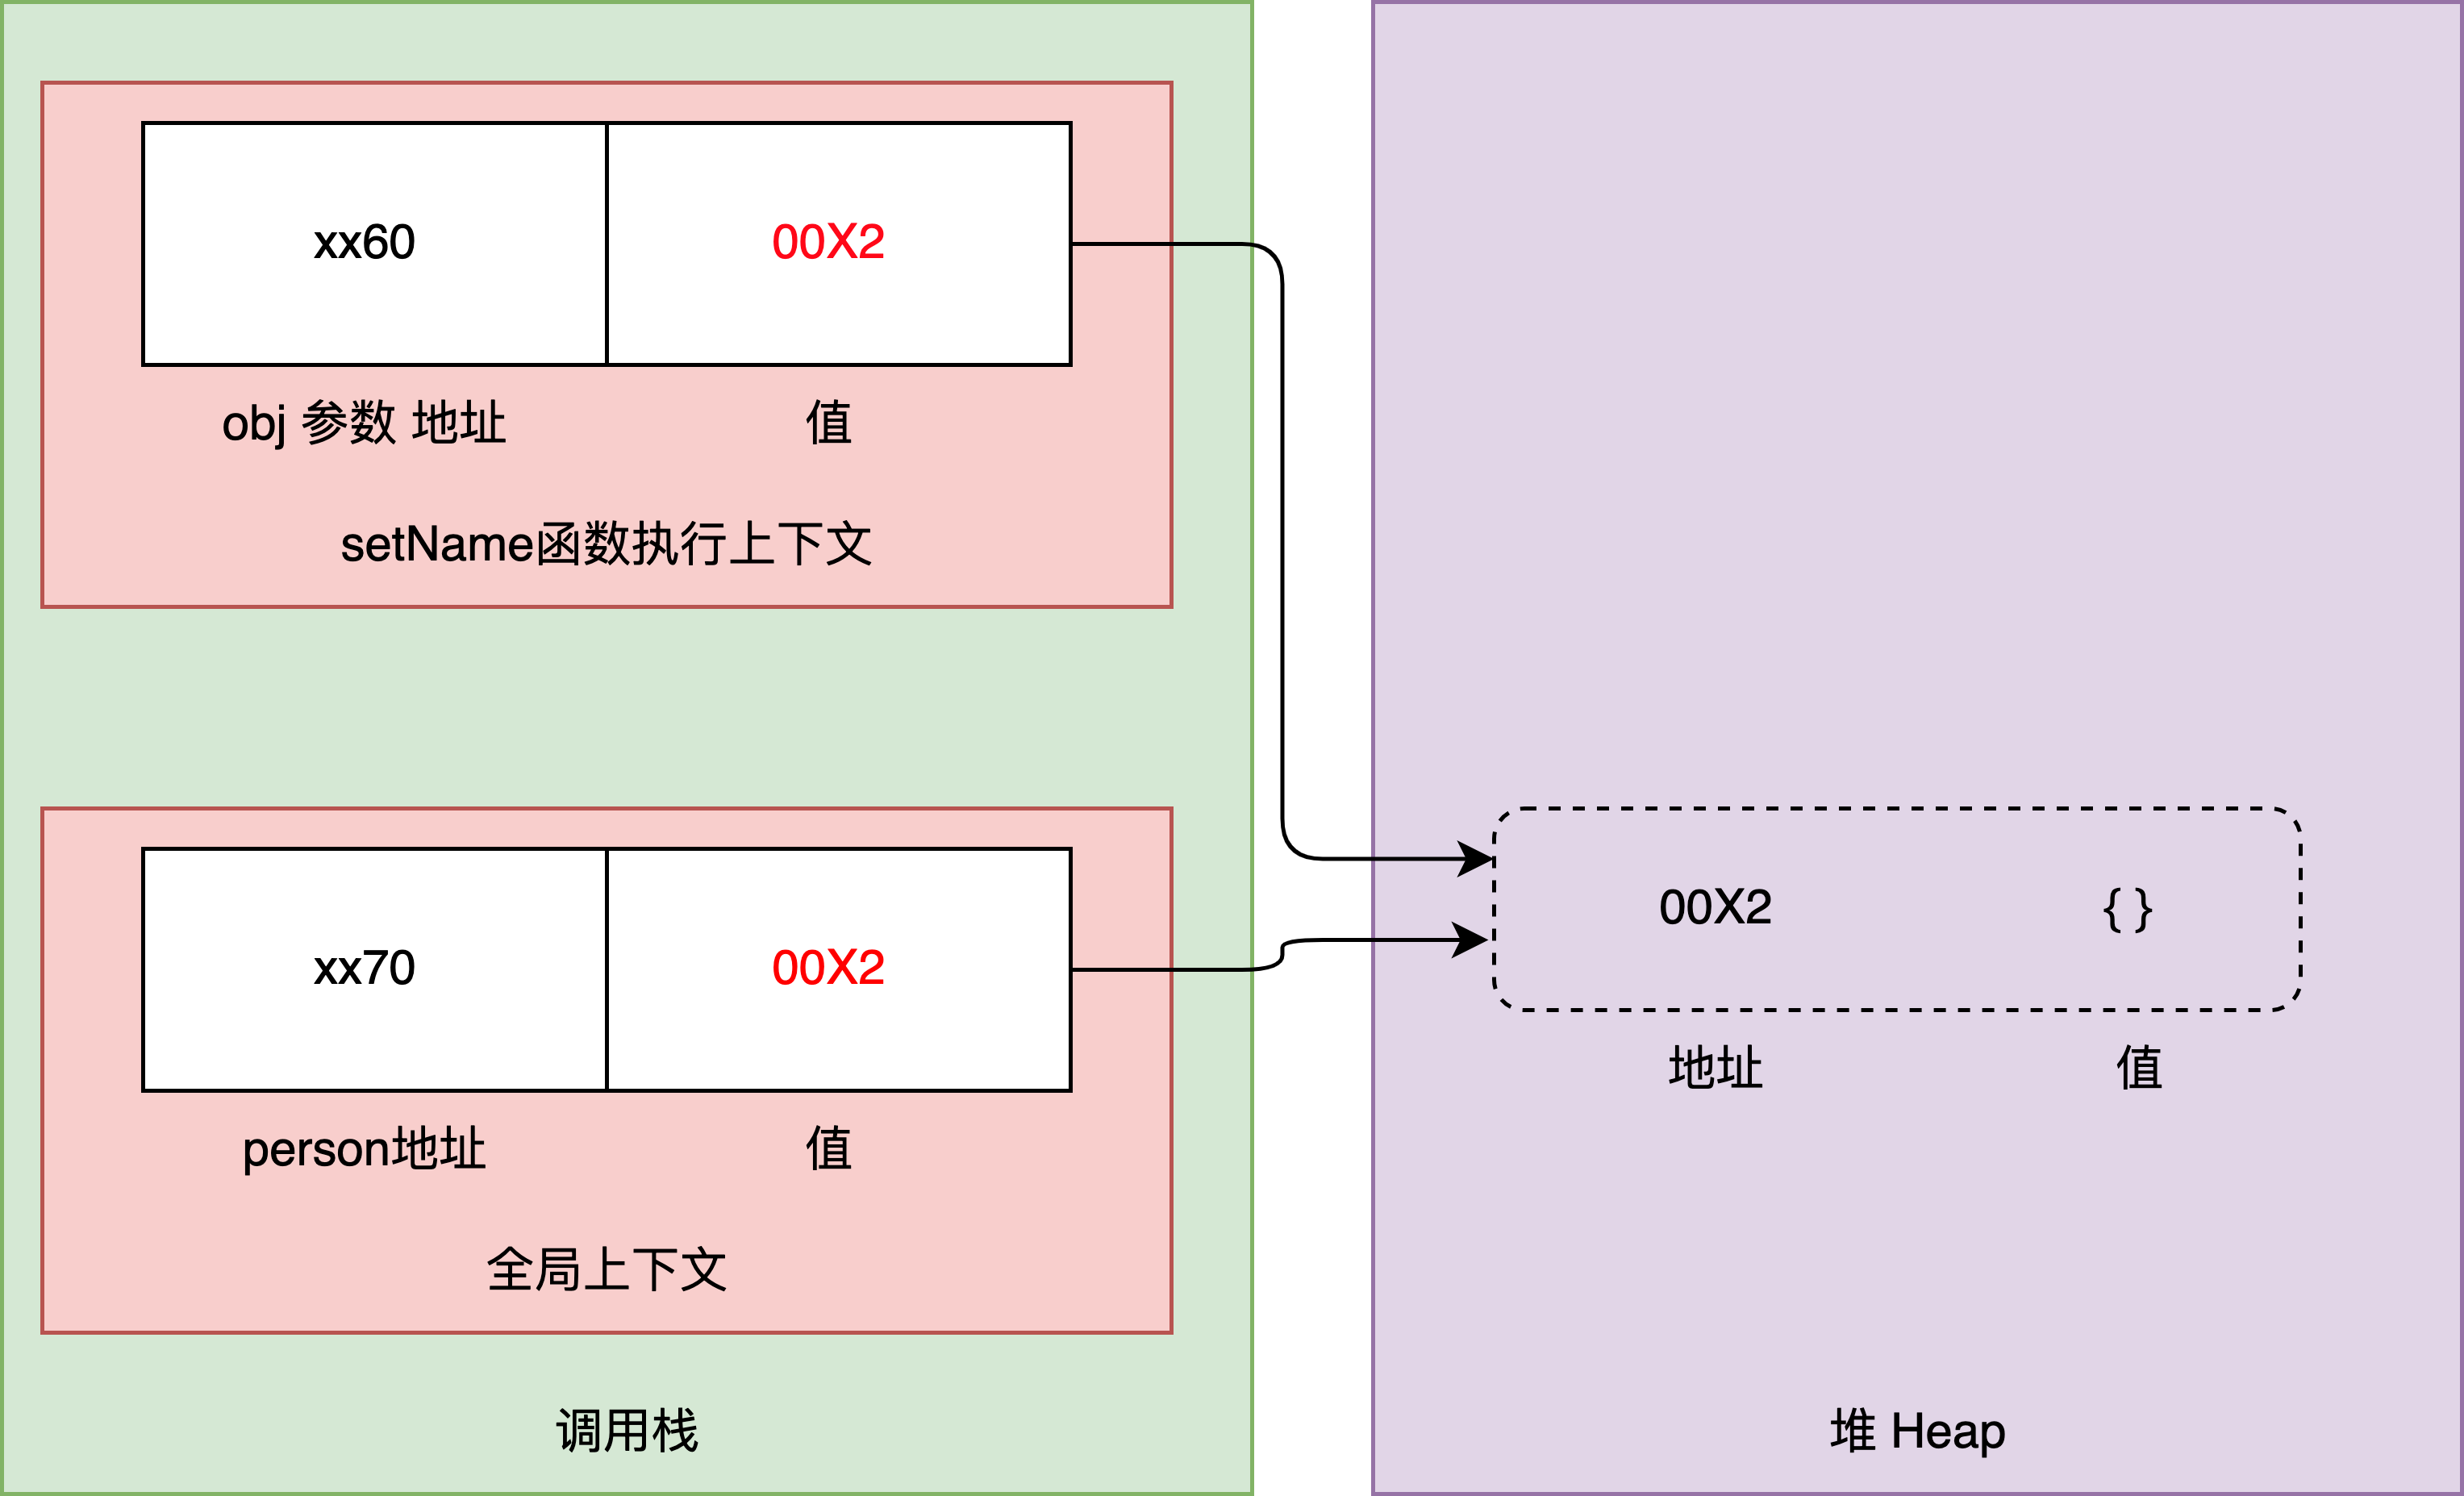 xx60 00X2
obj 参数 地址 值
setName函数执行上下文
xx70 00X2
person地址 值
全局上下文
调用栈
00X2 { }
地址 值
堆 Heap